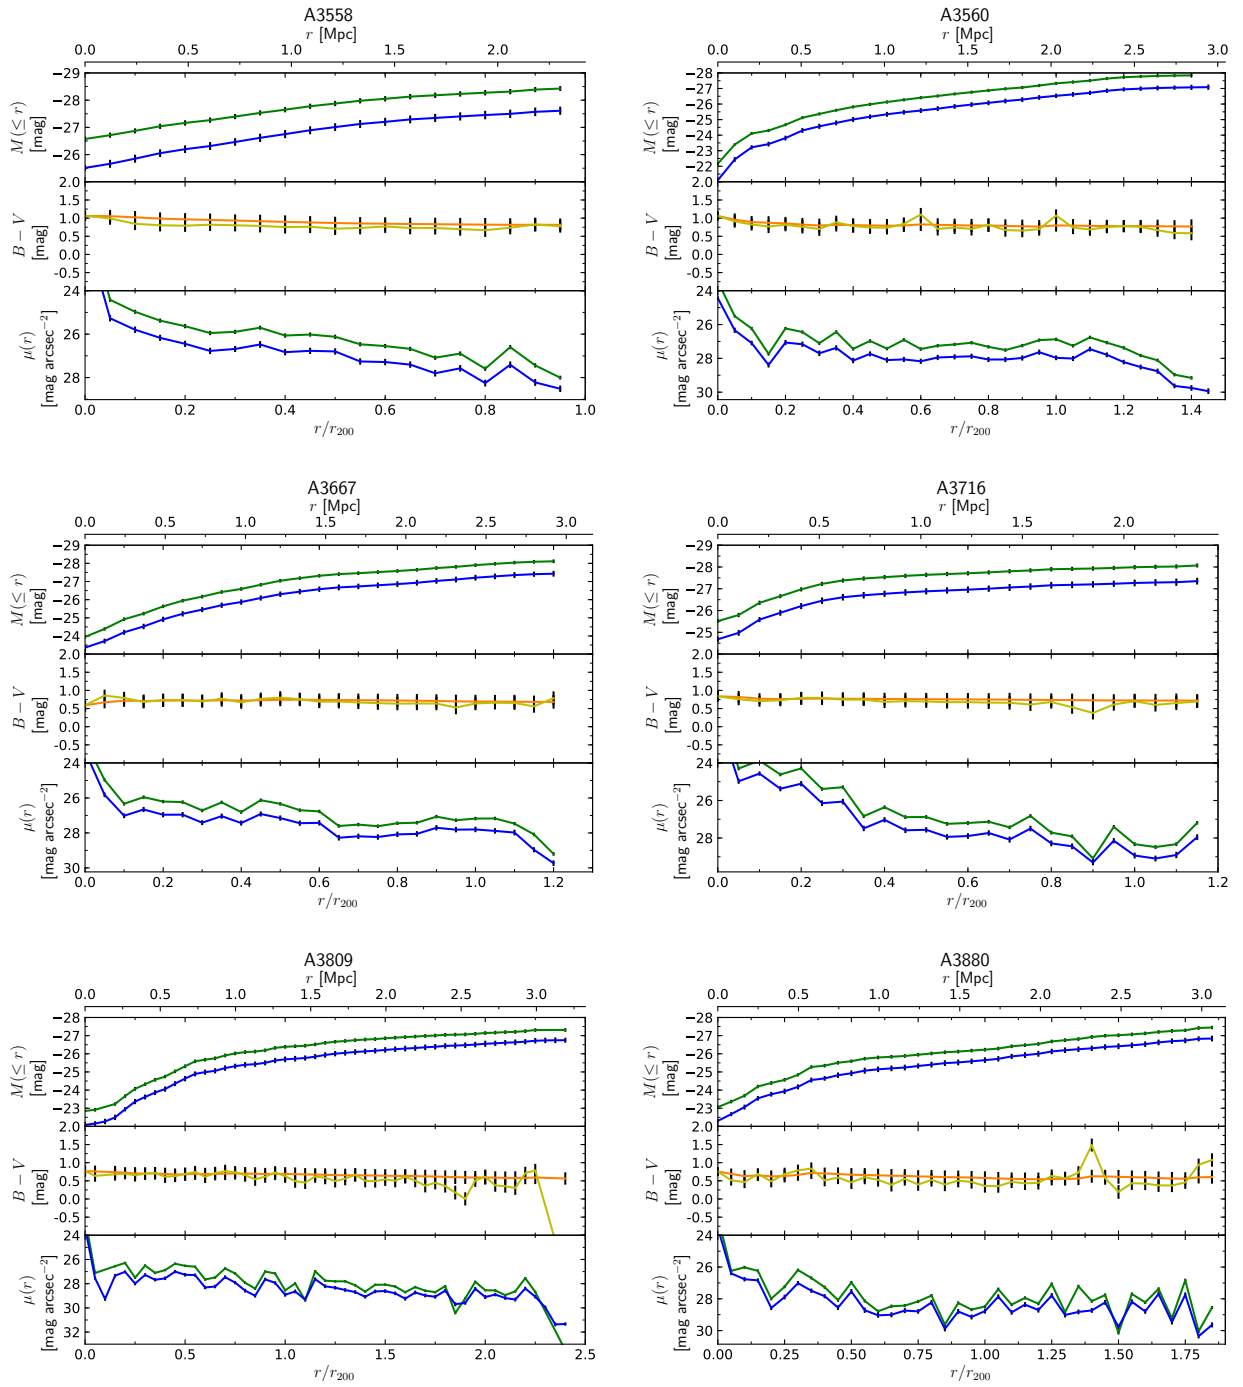 A3558
r [Mpc]
0.0 0.5 1.0 1.5 2.0
−29
−28
−27
−26
M(≤ r)
[mag]
2.0
1.5
1.0
0.5
0.0
-0.5
B − V
[mag]
24
26
28
μ(r)
[mag arcsec⁻²]
0.0 0.2 0.4 0.6 0.8 1.0
r/r₂₀₀
A3560
r [Mpc]
0.0 0.5 1.0 1.5 2.0 2.5 3.0
−28
−27
−26
−25
−24
−23
−22
M(≤ r)
[mag]
2.0
1.5
1.0
0.5
0.0
-0.5
B − V
[mag]
24
26
28
30
μ(r)
[mag arcsec⁻²]
0.0 0.2 0.4 0.6 0.8 1.0 1.2 1.4
r/r₂₀₀
A3667
r [Mpc]
0.0 0.5 1.0 1.5 2.0 2.5 3.0
−29
−28
−27
−26
−25
−24
M(≤ r)
[mag]
2.0
1.5
1.0
0.5
0.0
-0.5
B − V
[mag]
24
26
28
30
μ(r)
[mag arcsec⁻²]
0.0 0.2 0.4 0.6 0.8 1.0 1.2
r/r₂₀₀
A3716
r [Mpc]
0.0 0.5 1.0 1.5 2.0
−29
−28
−27
−26
−25
M(≤ r)
[mag]
2.0
1.5
1.0
0.5
0.0
-0.5
B − V
[mag]
24
26
28
μ(r)
[mag arcsec⁻²]
0.0 0.2 0.4 0.6 0.8 1.0 1.2
r/r₂₀₀
A3809
r [Mpc]
0.0 0.5 1.0 1.5 2.0 2.5 3.0
−28
−27
−26
−25
−24
−23
M(≤ r)
[mag]
2.0
1.5
1.0
0.5
0.0
-0.5
B − V
[mag]
24
26
28
30
32
μ(r)
[mag arcsec⁻²]
0.0 0.5 1.0 1.5 2.0 2.5
r/r₂₀₀
A3880
r [Mpc]
0.0 0.5 1.0 1.5 2.0 2.5 3.0
−28
−27
−26
−25
−24
−23
M(≤ r)
[mag]
2.0
1.5
1.0
0.5
0.0
-0.5
B − V
[mag]
24
26
28
30
μ(r)
[mag arcsec⁻²]
0.00 0.25 0.50 0.75 1.00 1.25 1.50 1.75
r/r₂₀₀